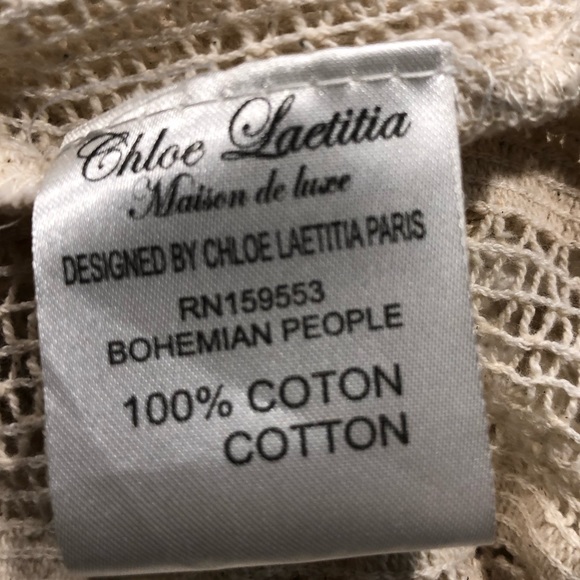 Chloe Laetitia
Maison de luxe
DESIGNED BY CHLOE LAETITIA PARIS
RN159553
BOHEMIAN PEOPLE
100% COTON
COTTON